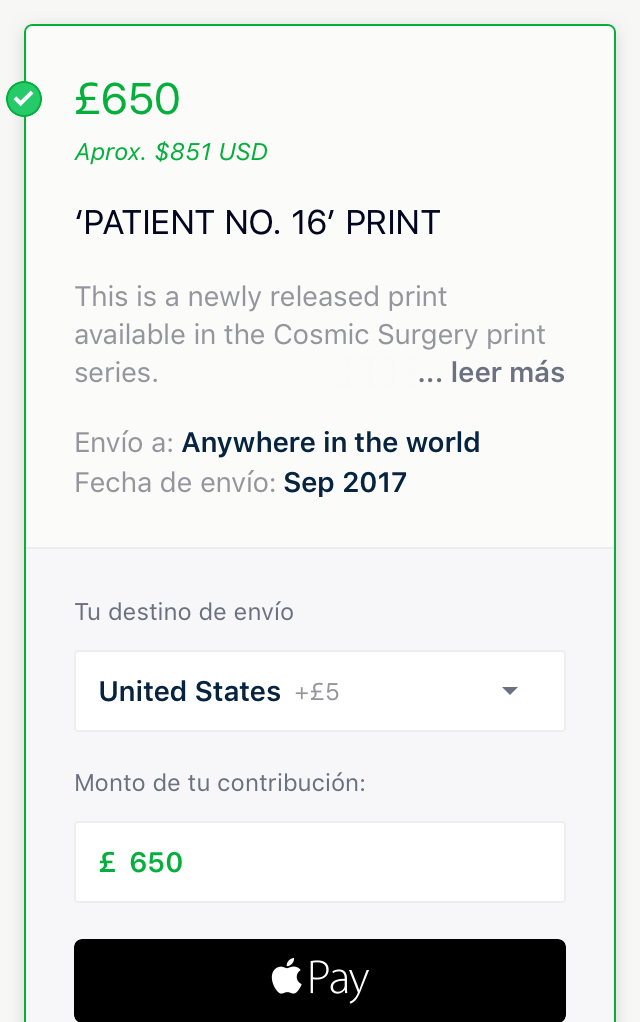 £650
Aprox. $851 USD
‘PATIENT NO. 16’ PRINT
This is a newly released print
available in the Cosmic Surgery print
series. ... leer más
Envío a: Anywhere in the world
Fecha de envío: Sep 2017
Tu destino de envío
United States +£5
Monto de tu contribución:
£ 650
Pay